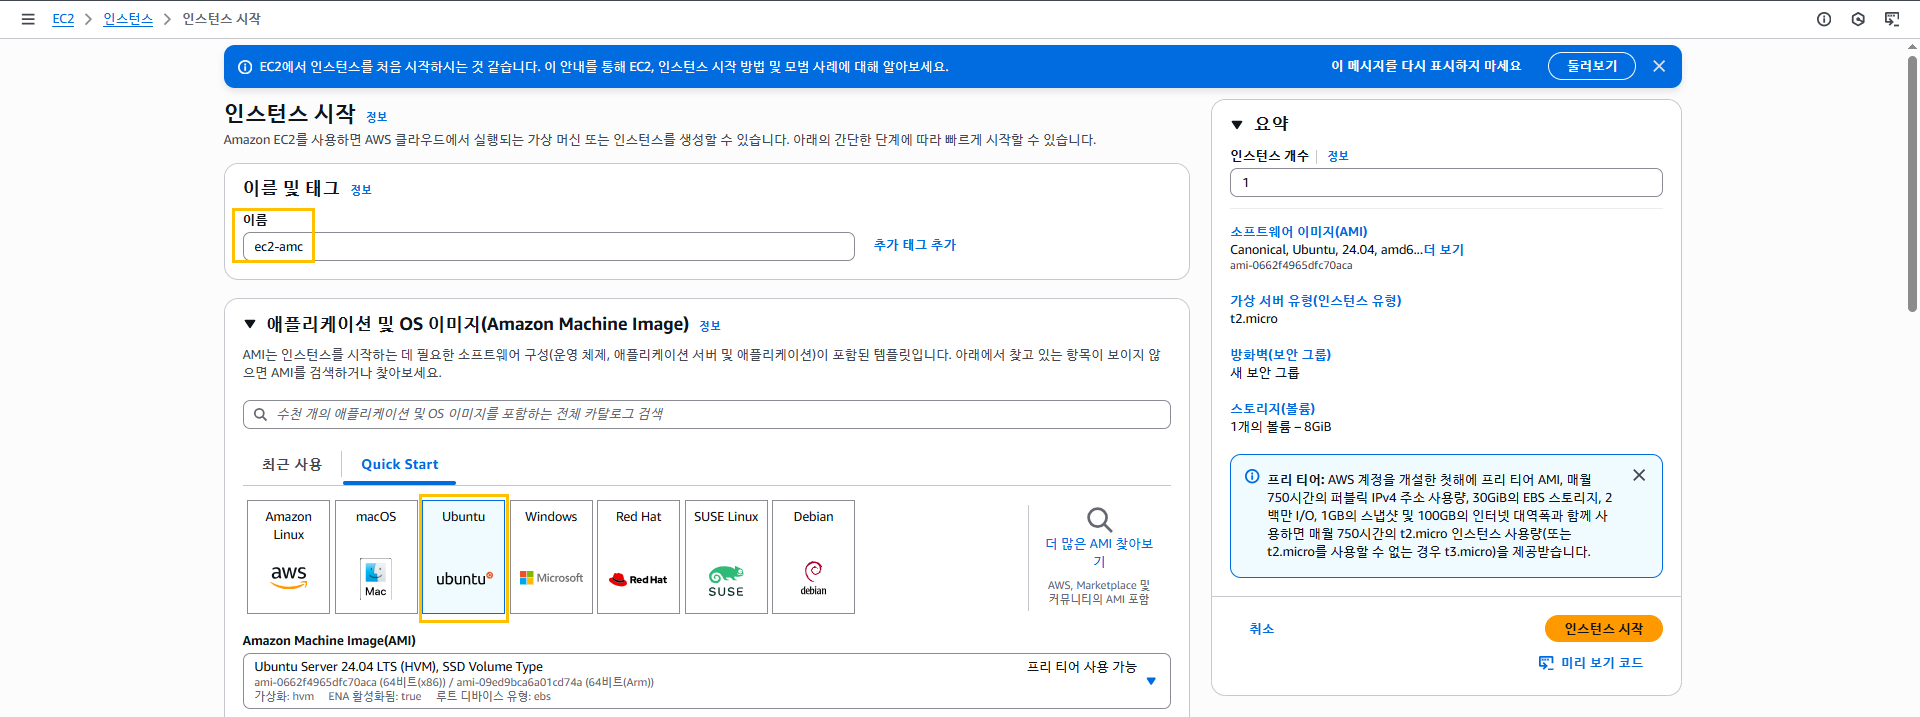 EC2 > 인스턴스 > 인스턴스 시작
EC2에서 인스턴스를 처음 시작하시는 것 같습니다. 이 안내를 통해 EC2, 인스턴스 시작 방법 및 모범 사례에 대해 알아보세요.
이 메시지를 다시 표시하지 마세요
둘러보기
인스턴스 시작 정보
Amazon EC2를 사용하면 AWS 클라우드에서 실행되는 가상 머신 또는 인스턴스를 생성할 수 있습니다. 아래의 간단한 단계에 따라 빠르게 시작할 수 있습니다.
이름 및 태그 정보
이름
ec2-amc
추가 태그 추가
애플리케이션 및 OS 이미지(Amazon Machine Image) 정보
AMI는 인스턴스를 시작하는 데 필요한 소프트웨어 구성(운영 체제, 애플리케이션 서버 및 애플리케이션)이 포함된 템플릿입니다. 아래에서 찾고 있는 항목이 보이지 않
으면 AMI를 검색하거나 찾아보세요.
수천 개의 애플리케이션 및 OS 이미지를 포함하는 전체 카탈로그 검색
최근 사용
Quick Start
Amazon
Linux
aws
macOS
Mac
Ubuntu
ubuntu
Windows
Microsoft
Red Hat
Red Hat
SUSE Linux
SUSE
Debian
debian
더 많은 AMI 찾아보
기
AWS, Marketplace 및
커뮤니티의 AMI 포함
Amazon Machine Image(AMI)
Ubuntu Server 24.04 LTS (HVM), SSD Volume Type
프리 티어 사용 가능
ami-0662f4965dfc70aca (64비트(x86)) / ami-09ed9bca6a01cd74a (64비트(Arm))
가상화: hvm ENA 활성화됨: true 루트 디바이스 유형: ebs
요약
인스턴스 개수 정보
1
소프트웨어 이미지(AMI)
Canonical, Ubuntu, 24.04, amd6...더 보기
ami-0662f4965dfc70aca
가상 서버 유형(인스턴스 유형)
t2.micro
방화벽(보안 그룹)
새 보안 그룹
스토리지(볼륨)
1개의 볼륨 – 8GiB
프리 티어: AWS 계정을 개설한 첫해에 프리 티어 AMI, 매월
750시간의 퍼블릭 IPv4 주소 사용량, 30GiB의 EBS 스토리지, 2
백만 I/O, 1GB의 스냅샷 및 100GB의 인터넷 대역폭과 함께 사
용하면 매월 750시간의 t2.micro 인스턴스 사용량(또는
t2.micro를 사용할 수 없는 경우 t3.micro)을 제공받습니다.
취소
인스턴스 시작
미리 보기 코드